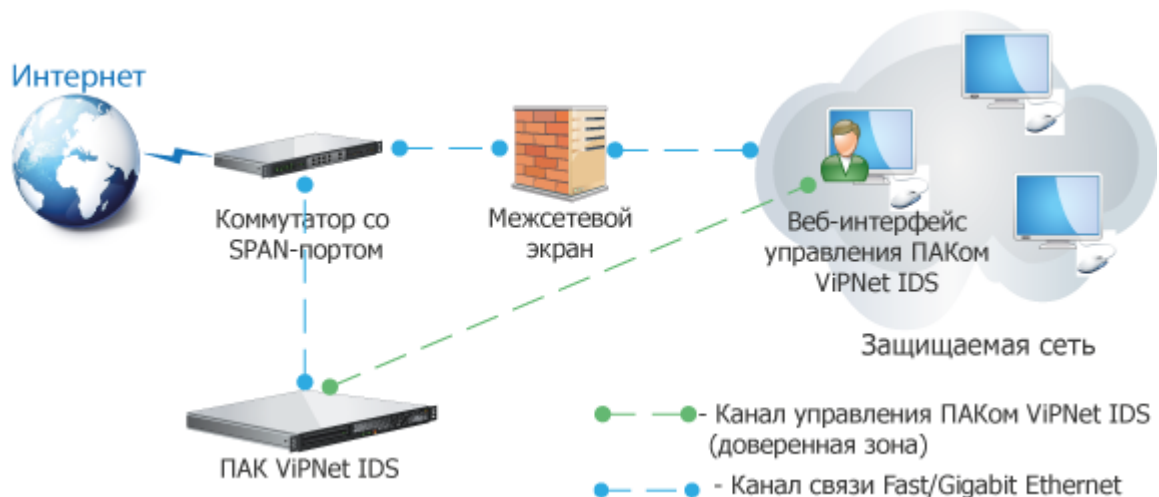 Интернет
Коммутатор со
SPAN-портом
Межсетевой
экран
Веб-интерфейс
управления ПАКом
ViPNet IDS
Защищаемая сеть
ПАК ViPNet IDS
- Канал управления ПАКом ViPNet IDS
(доверенная зона)
- Канал связи Fast/Gigabit Ethernet